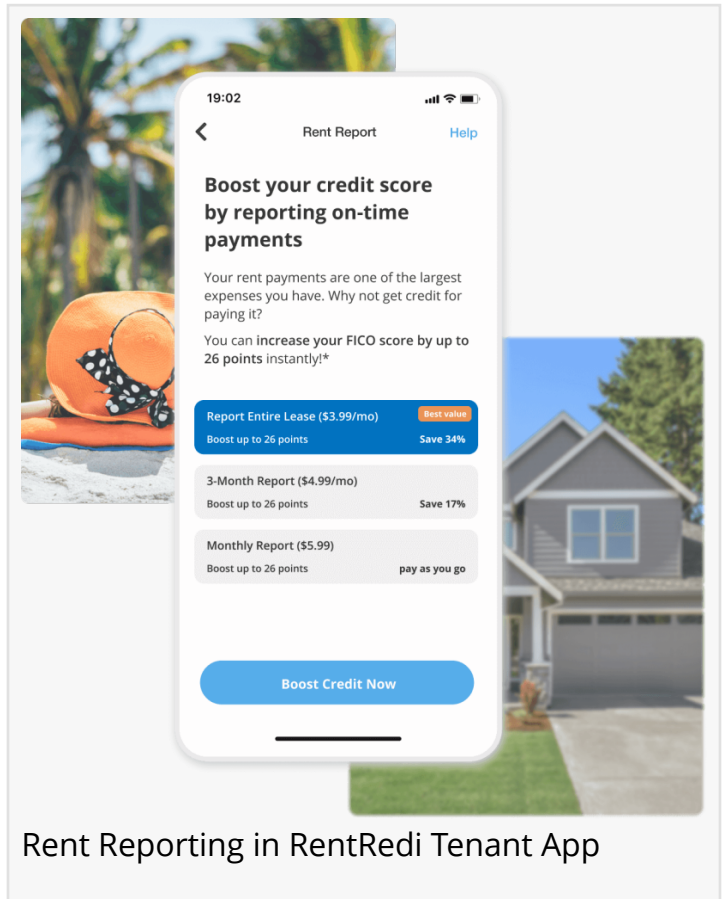 19:02
Rent Report
Help
Boost your credit score
by reporting on-time
payments
Your rent payments are one of the largest
expenses you have. Why not get credit for
paying it?
You can increase your FICO score by up to
26 points instantly!*
Report Entire Lease ($3.99/mo)
Best value
Boost up to 26 points
Save 34%
3-Month Report ($4.99/mo)
Boost up to 26 points
Save 17%
Monthly Report ($5.99)
Boost up to 26 points
pay as you go
Boost Credit Now
Rent Reporting in RentRedi Tenant App